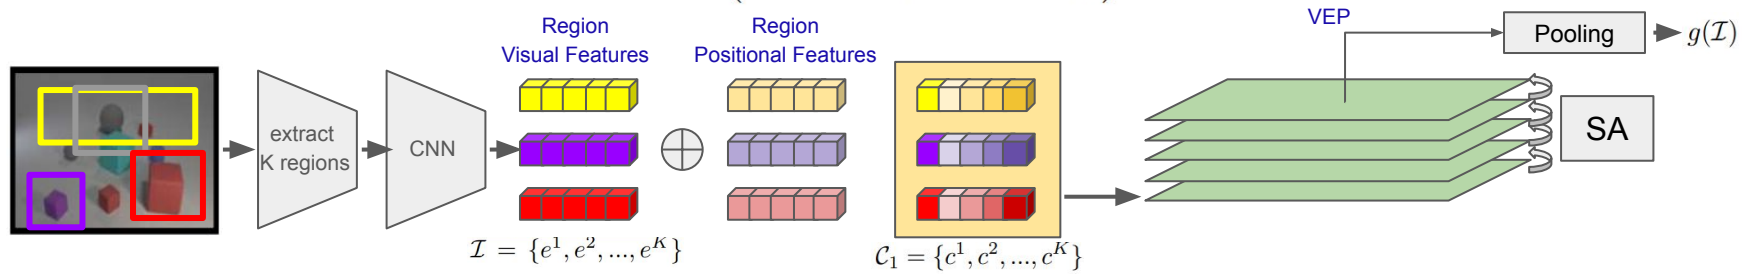 Region
Visual Features
Region
Positional Features
VEP
Pooling
g(𝓘)
extract
K regions
CNN
SA
𝓘 = {e¹, e², ..., eᴷ}
𝒞₁ = {c¹, c², ..., cᴷ}